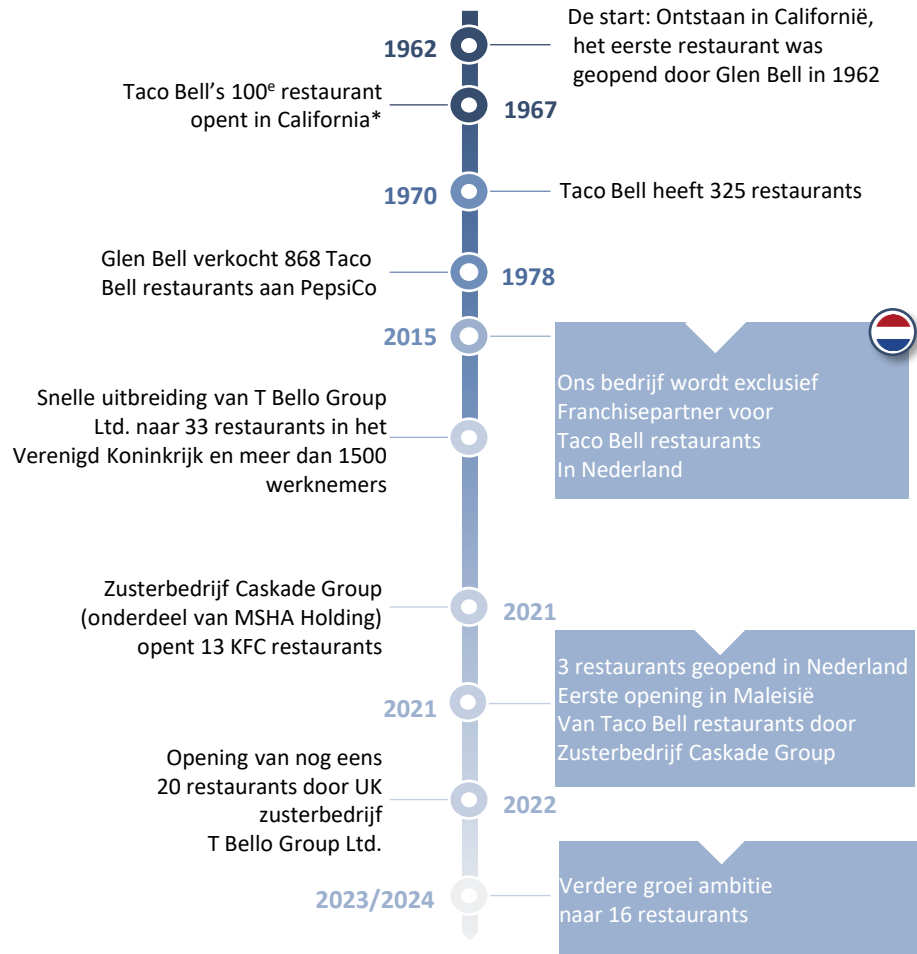 1962
De start: Ontstaan in Californië,
het eerste restaurant was
geopend door Glen Bell in 1962
Taco Bell's 100e restaurant
opent in California*
1967
1970
Taco Bell heeft 325 restaurants
Glen Bell verkocht 868 Taco
Bell restaurants aan PepsiCo
1978
2015
Ons bedrijf wordt exclusief
Franchisepartner voor
Taco Bell restaurants
In Nederland
Snelle uitbreiding van T Bello Group
Ltd. naar 33 restaurants in het
Verenigd Koninkrijk en meer dan 1500
werknemers
Zusterbedrijf Caskade Group
(onderdeel van MSHA Holding)
opent 13 KFC restaurants
2021
2021
3 restaurants geopend in Nederland
Eerste opening in Maleisië
Van Taco Bell restaurants door
Zusterbedrijf Caskade Group
Opening van nog eens
20 restaurants door UK
zusterbedrijf
T Bello Group Ltd.
2022
2023/2024
Verdere groei ambitie
naar 16 restaurants